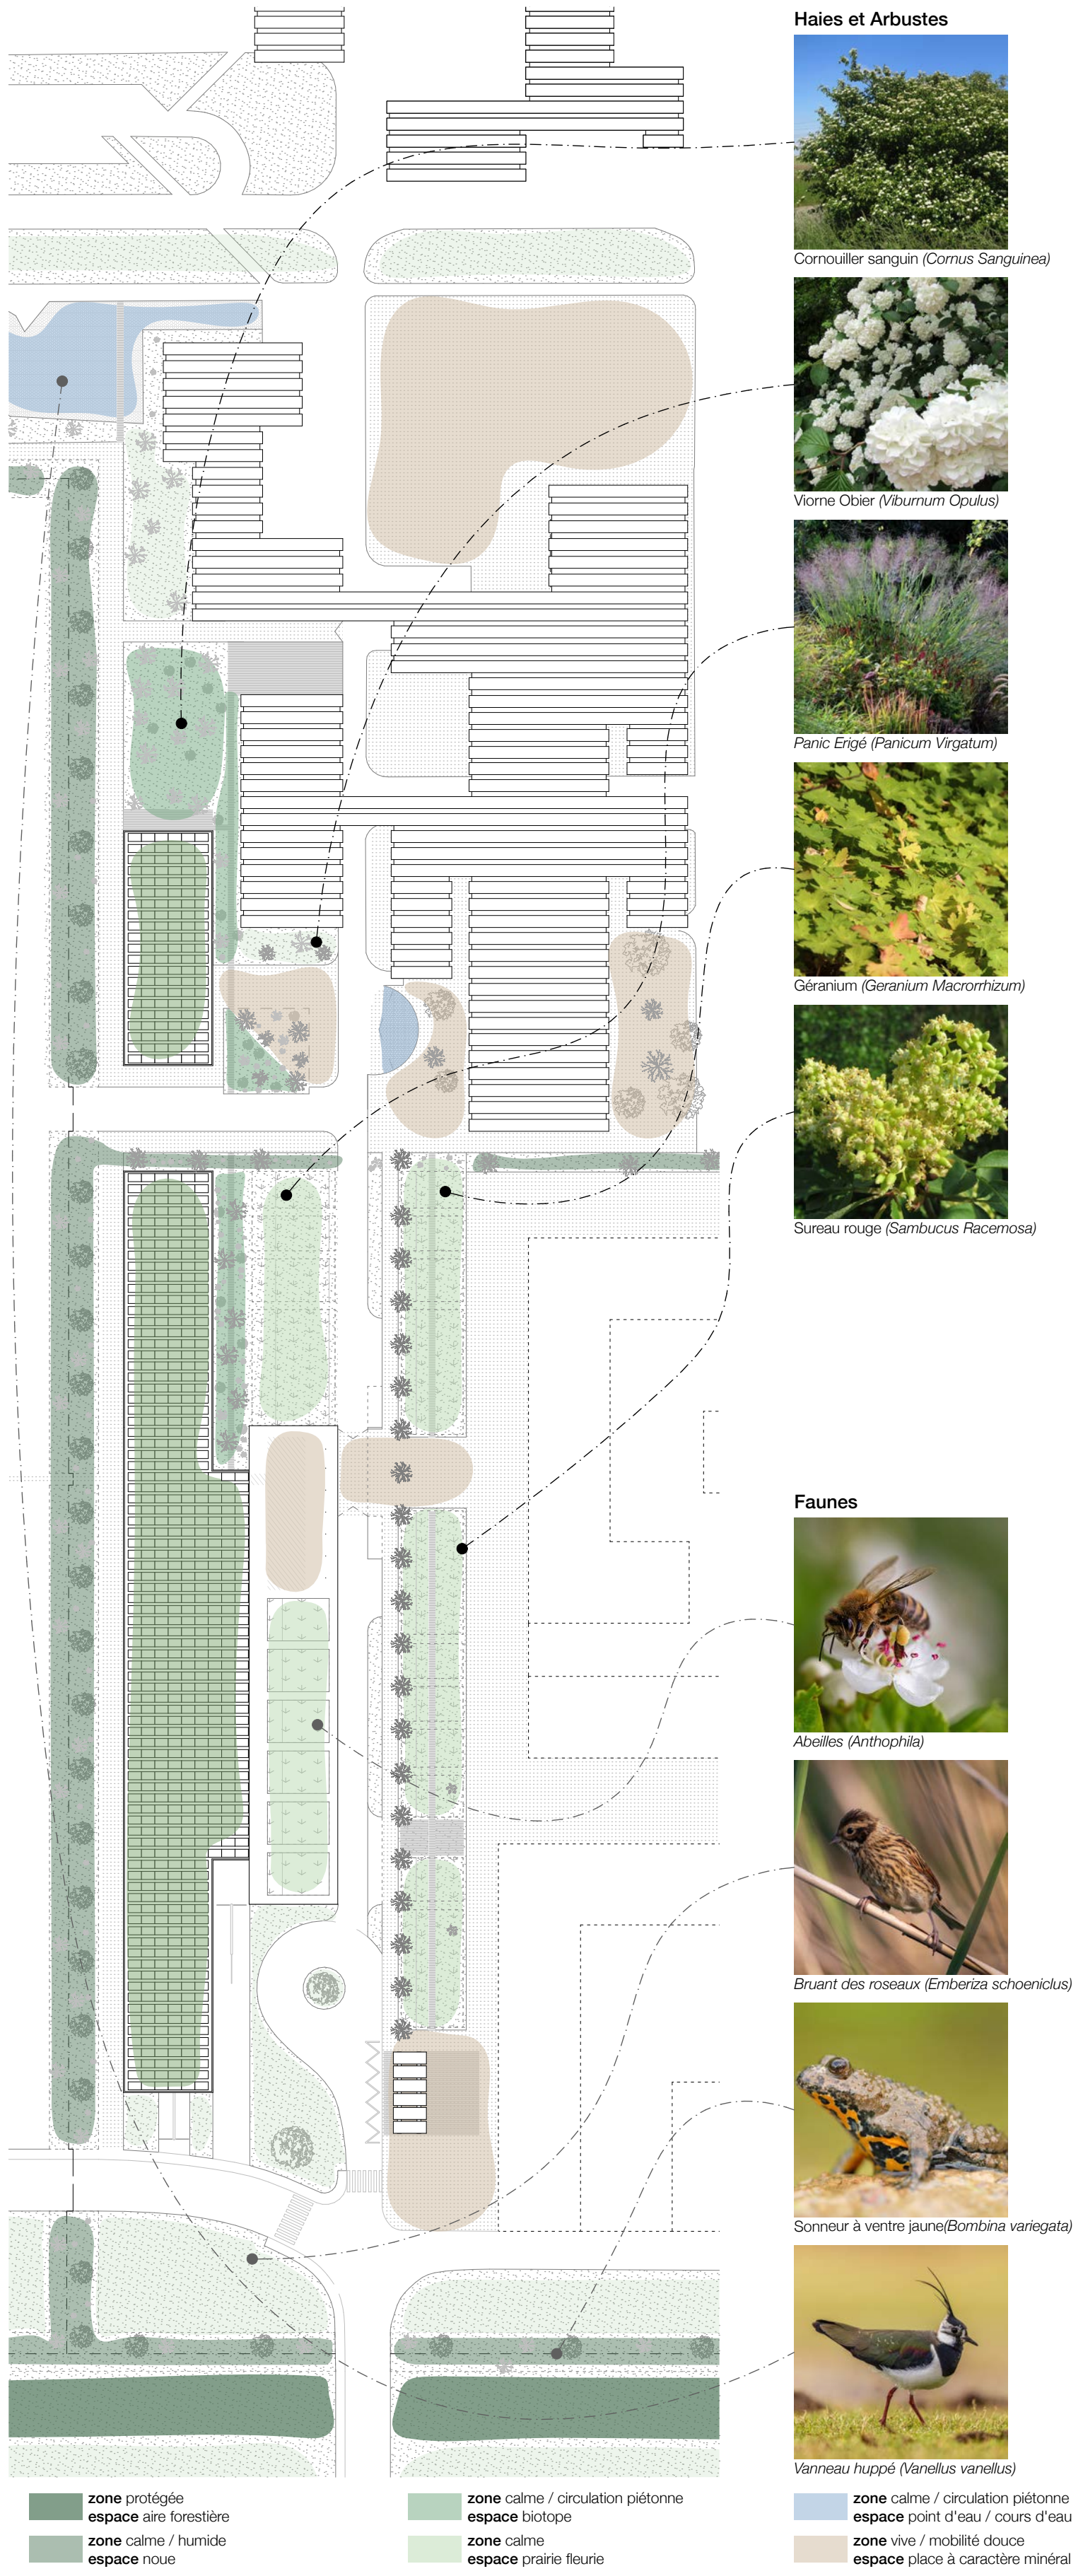 Haies et Arbustes
Cornouiller sanguin (Cornus Sanguinea)
Viorne Obier (Viburnum Opulus)
Panic Erigé (Panicum Virgatum)
Géranium (Geranium Macrorrhizum)
Sureau rouge (Sambucus Racemosa)
Faunes
Abeilles (Anthophila)
Bruant des roseaux (Emberiza schoeniclus)
Sonneur à ventre jaune(Bombina variegata)
Vanneau huppé (Vanellus vanellus)
zone protégée
espace aire forestière
zone calme / humide
espace noue
zone calme / circulation piétonne
espace biotope
zone calme
espace prairie fleurie
zone calme / circulation piétonne
espace point d'eau / cours d'eau
zone vive / mobilité douce
espace place à caractère minéral